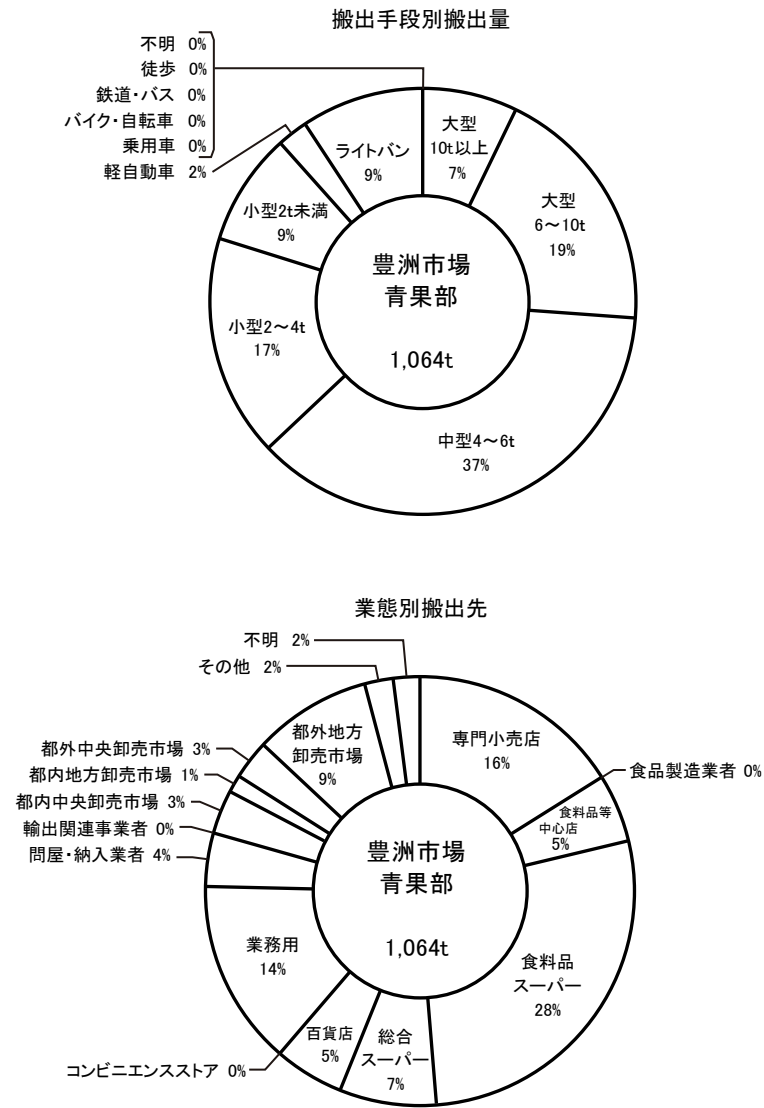 搬出手段別搬出量
不明 0%
徒歩 0%
鉄道・バス 0%
バイク・自転車 0%
乗用車 0%
軽自動車 2%
ライトバン
9%
大型
10t以上
7%
大型
6～10t
19%
小型2t未満
9%
小型2～4t
17%
中型4～6t
37%
豊洲市場
青果部
1,064t
業態別搬出先
不明 2%
その他 2%
都外地方
卸売市場
9%
専門小売店
16%
都外中央卸売市場 3%
都内地方卸売市場 1%
都内中央卸売市場 3%
輸出関連事業者 0%
問屋・納入業者 4%
食品製造業者 0%
食料品等
中心店
5%
豊洲市場
青果部
1,064t
業務用
14%
食料品
スーパー
28%
百貨店
5%
総合
スーパー
7%
コンビニエンスストア 0%